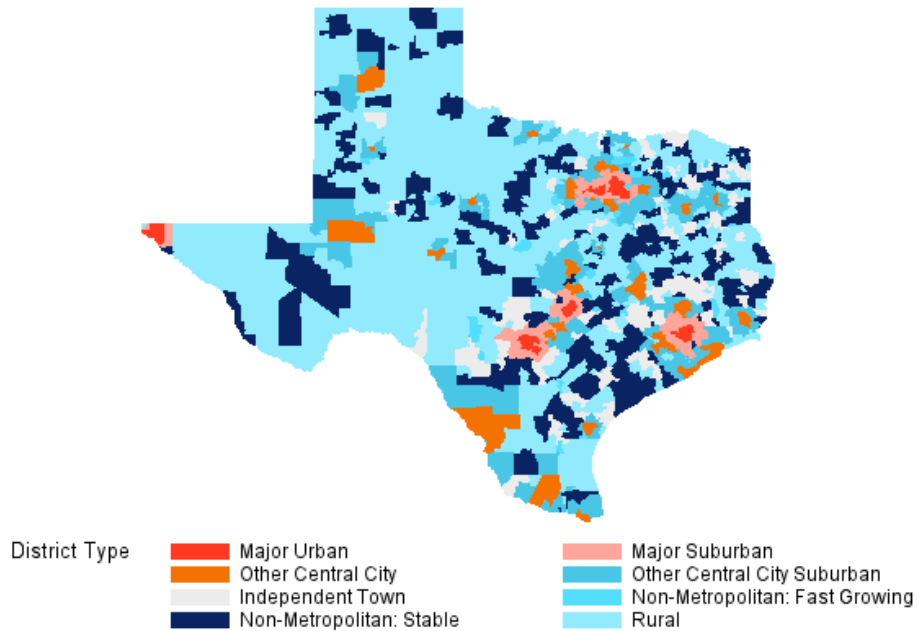 District Type
Major Urban
Major Suburban
Other Central City
Other Central City Suburban
Independent Town
Non-Metropolitan: Fast Growing
Non-Metropolitan: Stable
Rural